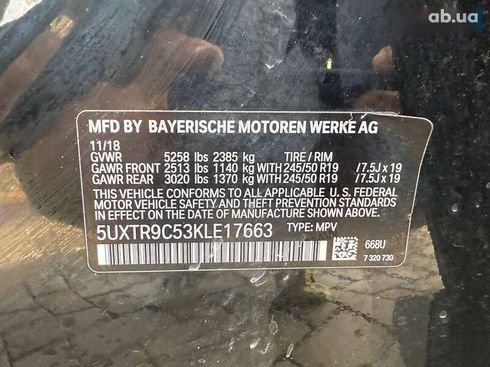 ab.ua
MFD BY BAYERISCHE MOTOREN WERKE AG
11/18
GVWR 5258 lbs 2385 kg TIRE / RIM
GAWR FRONT 2513 lbs 1140 kg WITH 245/50 R19 /7.5J x 19
GAWR REAR 3020 lbs 1370 kg WITH 245/50 R19 /7.5J x 19
THIS VEHICLE CONFORMS TO ALL APPLICABLE U. S. FEDERAL
MOTOR VEHICLE SAFETY AND THEFT PREVENTION STANDARDS
IN EFFECT ON THE DATE OF MANUFACTURE SHOWN ABOVE.
5UXTR9C53KLE17663 TYPE: MPV
668U
7 320 730